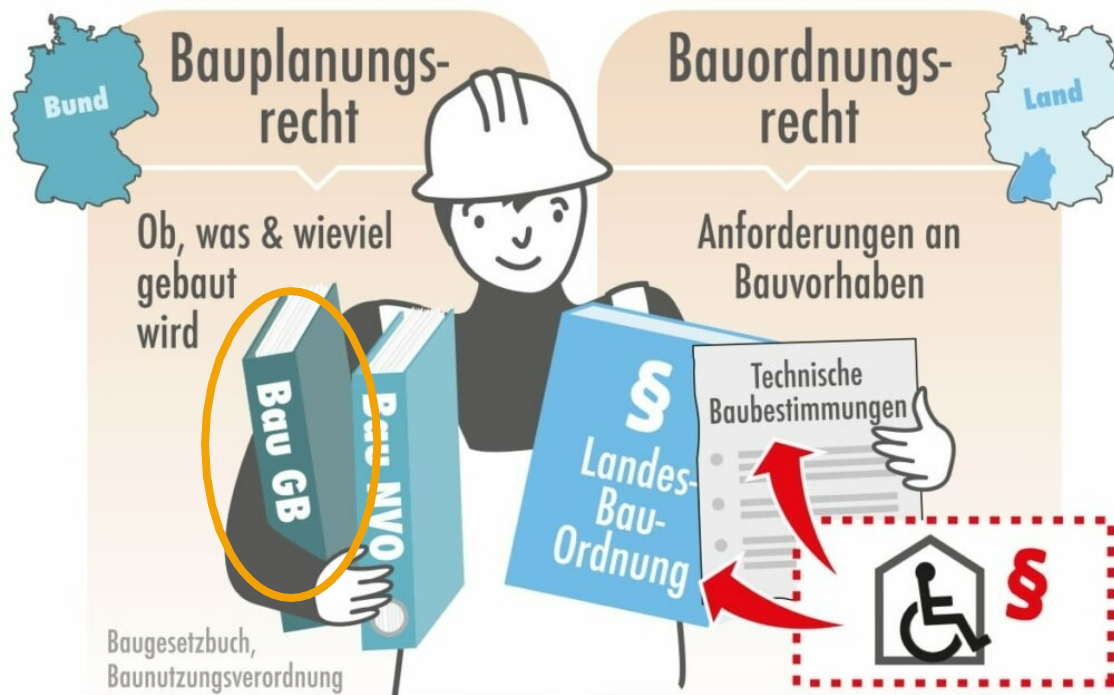 Bund
Bauplanungs-
recht
Ob, was & wieviel
gebaut
wird
Bau GB
Bau NVO
Baugesetzbuch,
Baunutzungsverordnung
Bauordnungs-
recht
Land
Anforderungen an
Bauvorhaben
§
Landes-
Bau-
Ordnung
Technische
Baubestimmungen
§